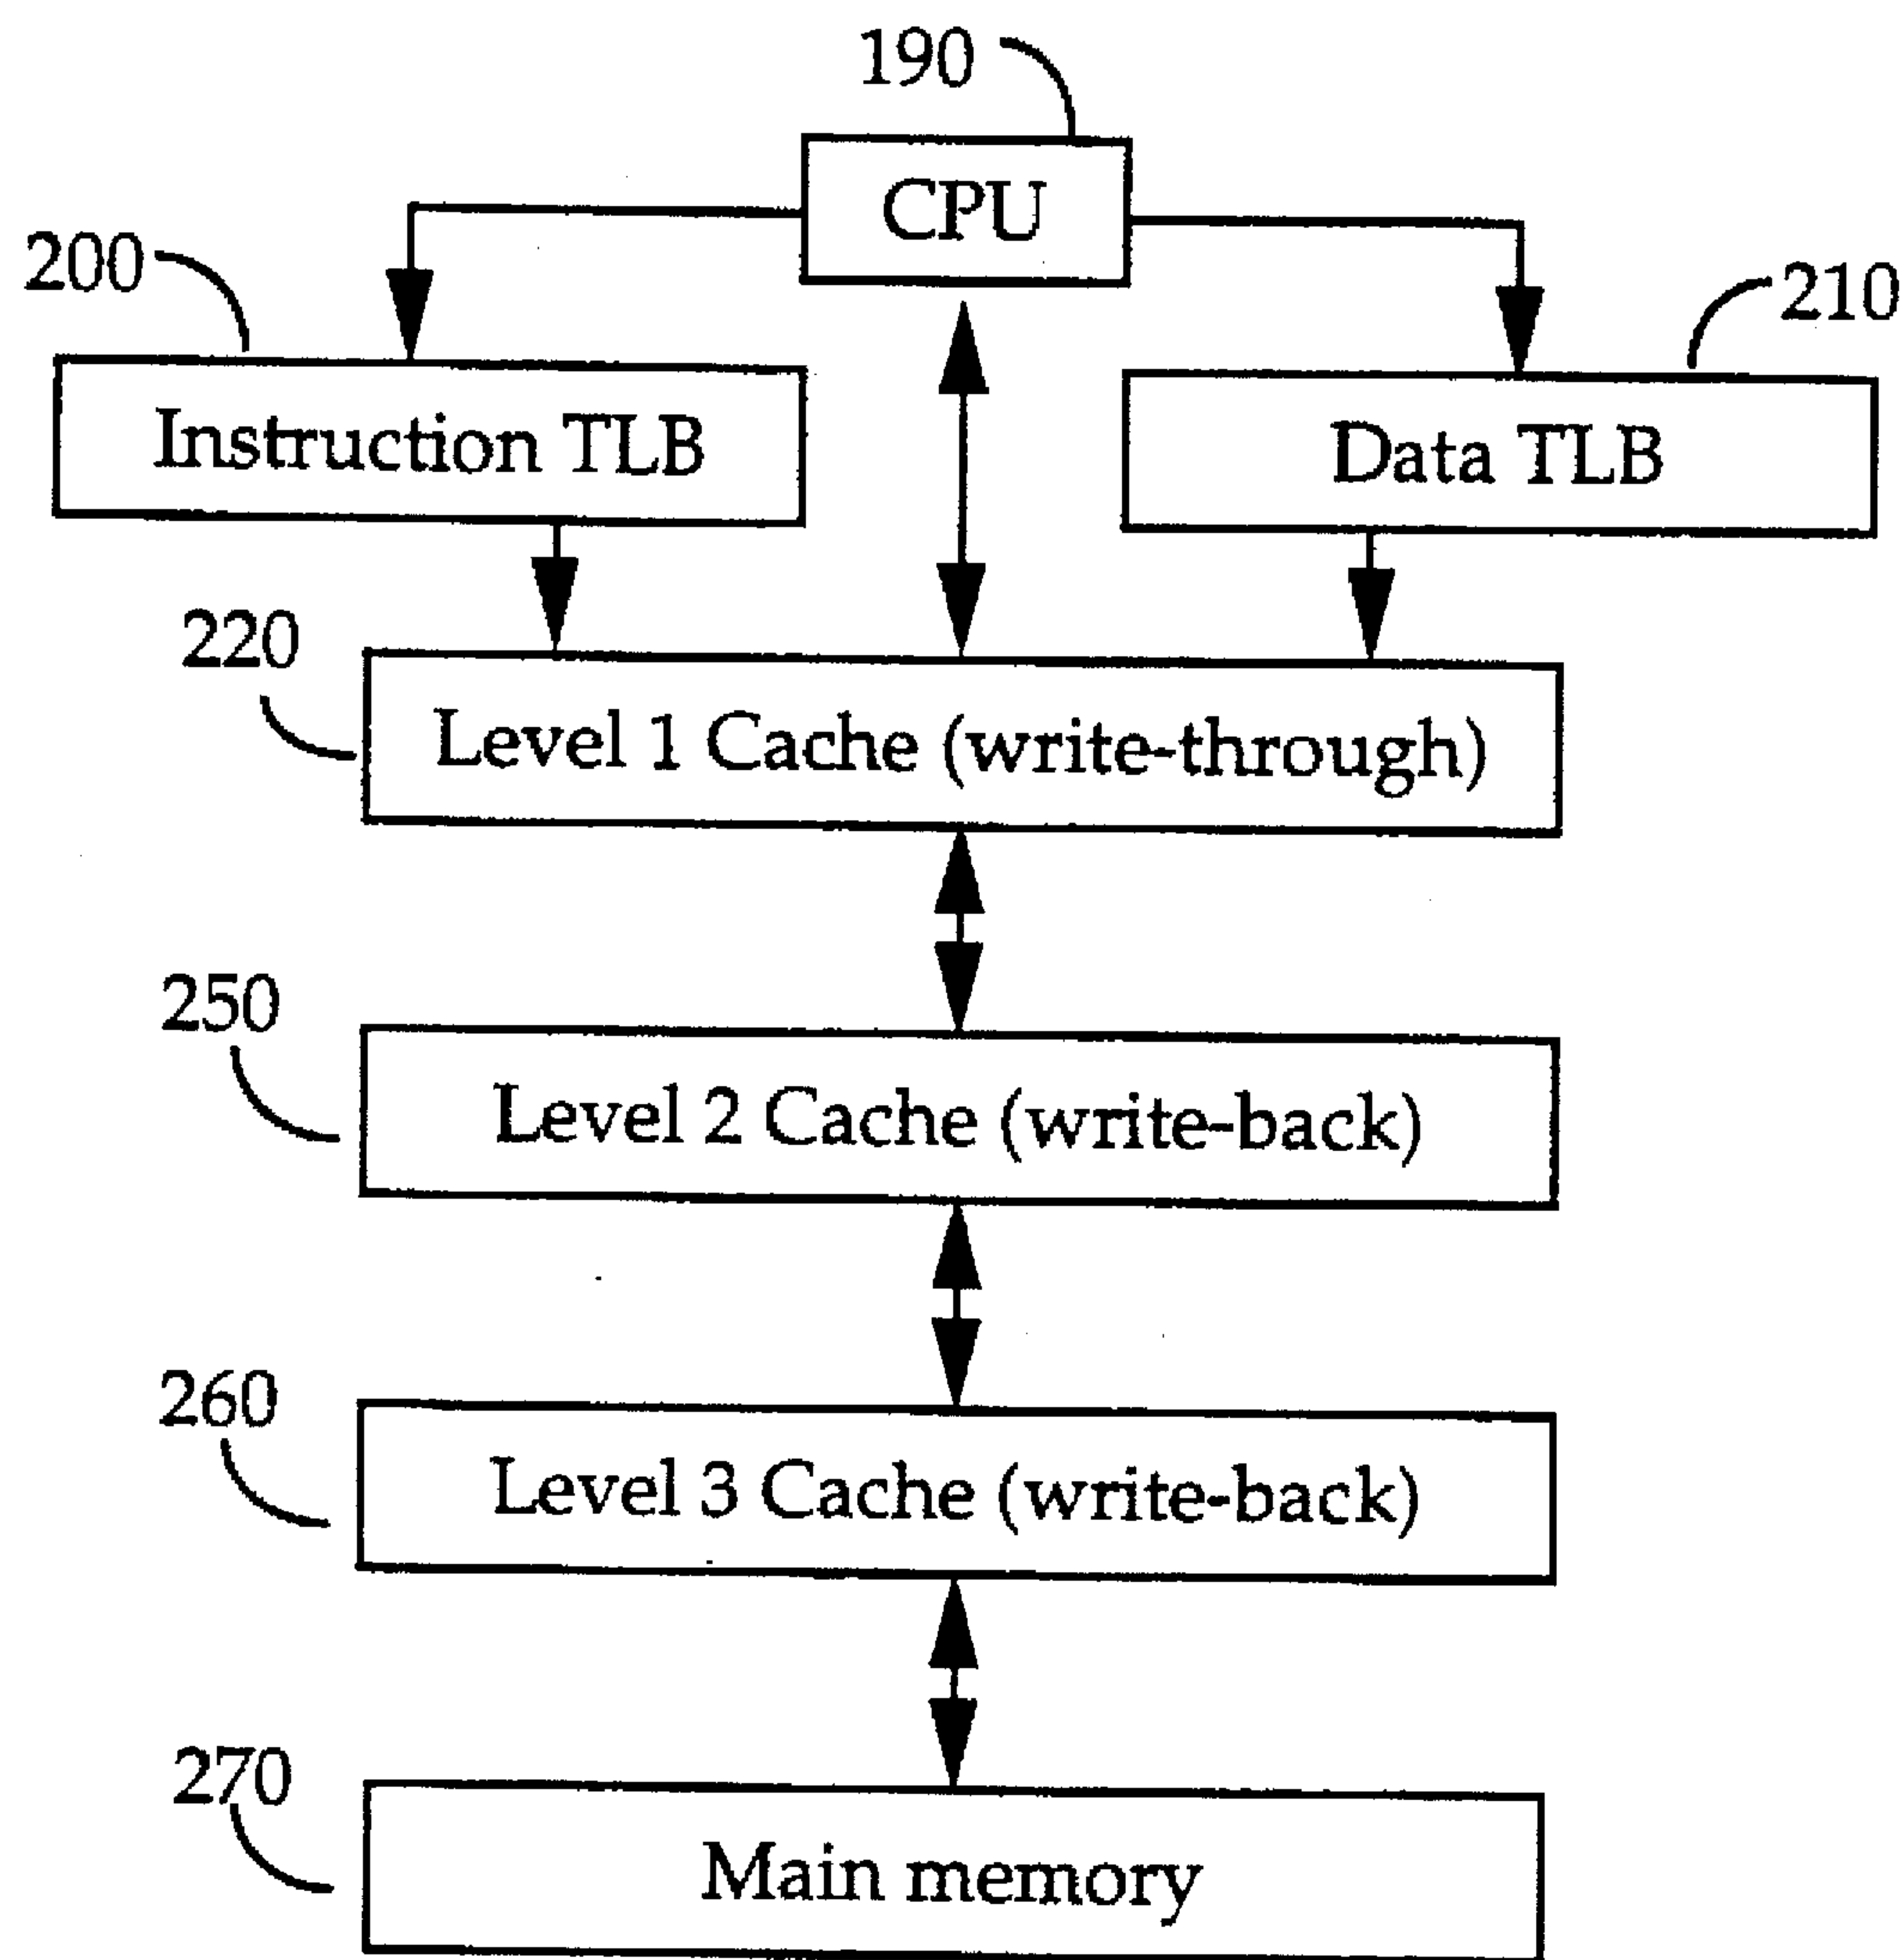 190
CPU
200
210
Instruction TLB
Data TLB
220
Level 1 Cache (write-through)
250
Level 2 Cache (write-back)
260
Level 3 Cache (write-back)
270
Main memory